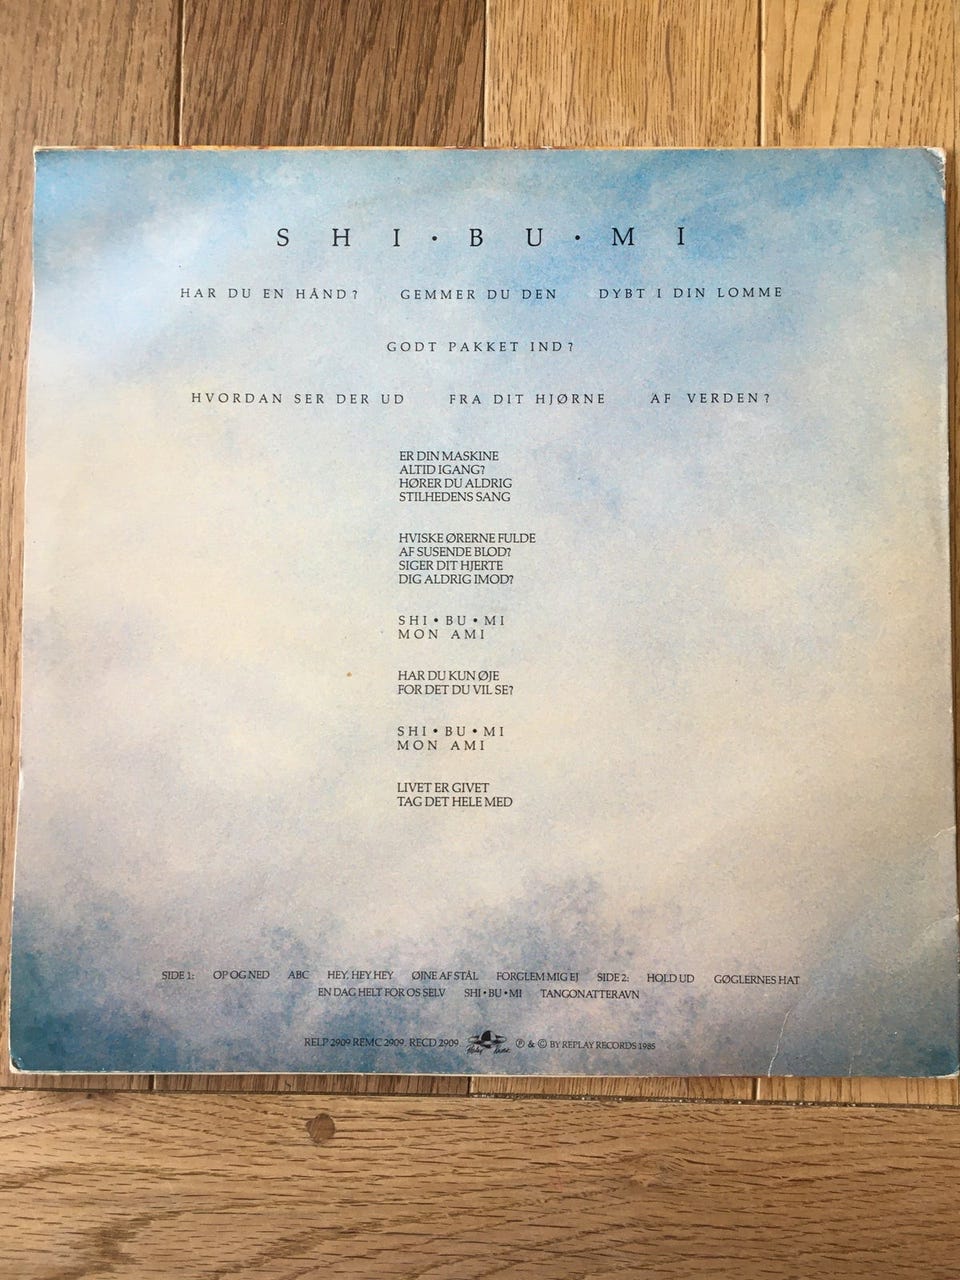 SHI•BU•MI
HAR DU EN HÅND? GEMMER DU DEN DYBT I DIN LOMME
GODT PAKKET IND?
HVORDAN SER DER UD FRA DIT HJØRNE AF VERDEN?
ER DIN MASKINE
ALTID IGANG?
HØRER DU ALDRIG
STILHEDENS SANG
HVISKE ØRERNE FULDE
AF SUSENDE BLOD?
SIGER DIT HJERTE
DIG ALDRIG IMOD?
SHI•BU•MI
MON AMI
HAR DU KUN ØJE
FOR DET DU VIL SE?
SHI•BU•MI
MON AMI
LIVET ER GIVET
TAG DET HELE MED
SIDE 1: OP OG NED ABC HEY, HEY HEY ØJNE AF STÅL FORGLEM MIG EJ SIDE 2: HOLD UD GØGLERNES HAT
EN DAG HELT FOR OS SELV SHI•BU•MI TANGONATTERAVN
RELP 2909 REMC 2909. RECD 2909 ℗ & © BY REPLAY RECORDS 1985